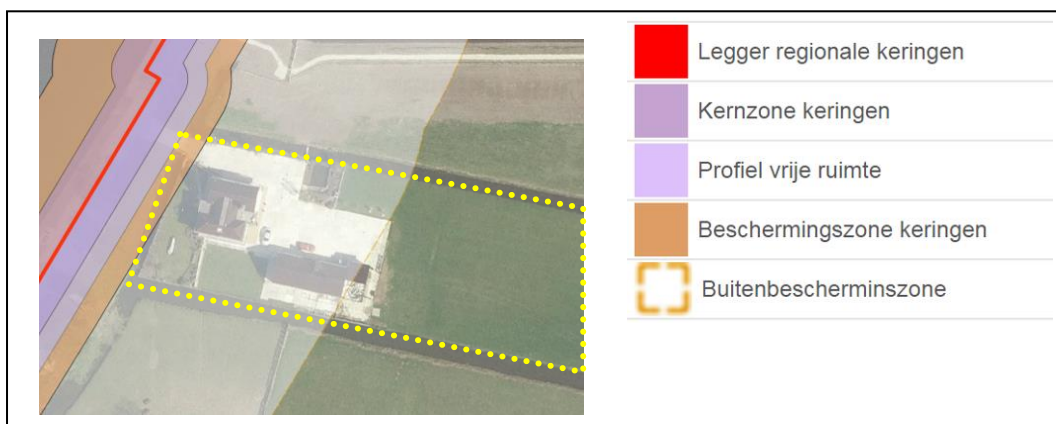 Legger regionale keringen
Kernzone keringen
Profiel vrije ruimte
Beschermingszone keringen
Buitenbescherminszone